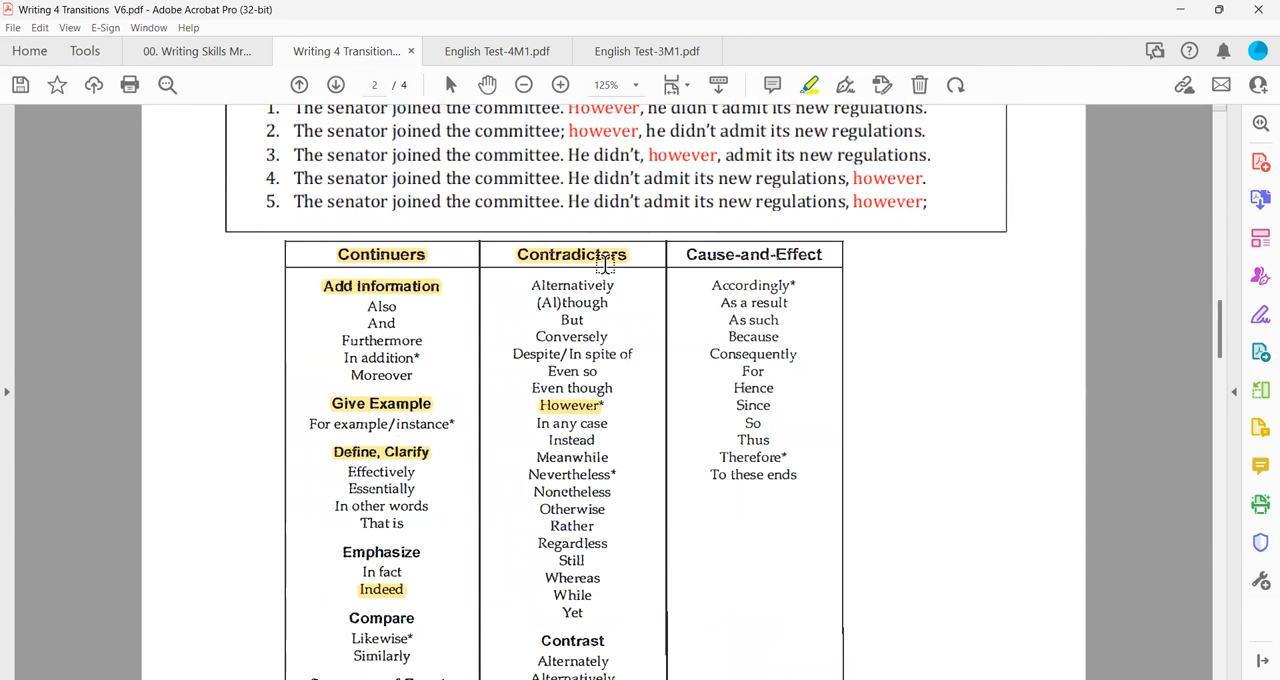 Writing 4 Transitions V6.pdf - Adobe Acrobat Pro (32-bit)
File Edit View E-Sign Window Help
Home Tools 00. Writing Skills Mr... Writing 4 Transition... × English Test-4M1.pdf English Test-3M1.pdf
2 / 4 125%
1. The senator joined the committee. However, he didn't admit its new regulations.
2. The senator joined the committee; however, he didn't admit its new regulations.
3. The senator joined the committee. He didn't, however, admit its new regulations.
4. The senator joined the committee. He didn't admit its new regulations, however.
5. The senator joined the committee. He didn't admit its new regulations, however;
Continuers
Add Information
Also
And
Furthermore
In addition*
Moreover
Give Example
For example/instance*
Define, Clarify
Effectively
Essentially
In other words
That is
Emphasize
In fact
Indeed
Compare
Likewise*
Similarly
Contradicters
Alternatively
(Al)though
But
Conversely
Despite/In spite of
Even so
Even though
However*
In any case
Instead
Meanwhile
Nevertheless*
Nonetheless
Otherwise
Rather
Regardless
Still
Whereas
While
Yet
Contrast
Alternately
Alternatively
Cause-and-Effect
Accordingly*
As a result
As such
Because
Consequently
For
Hence
Since
So
Thus
Therefore*
To these ends